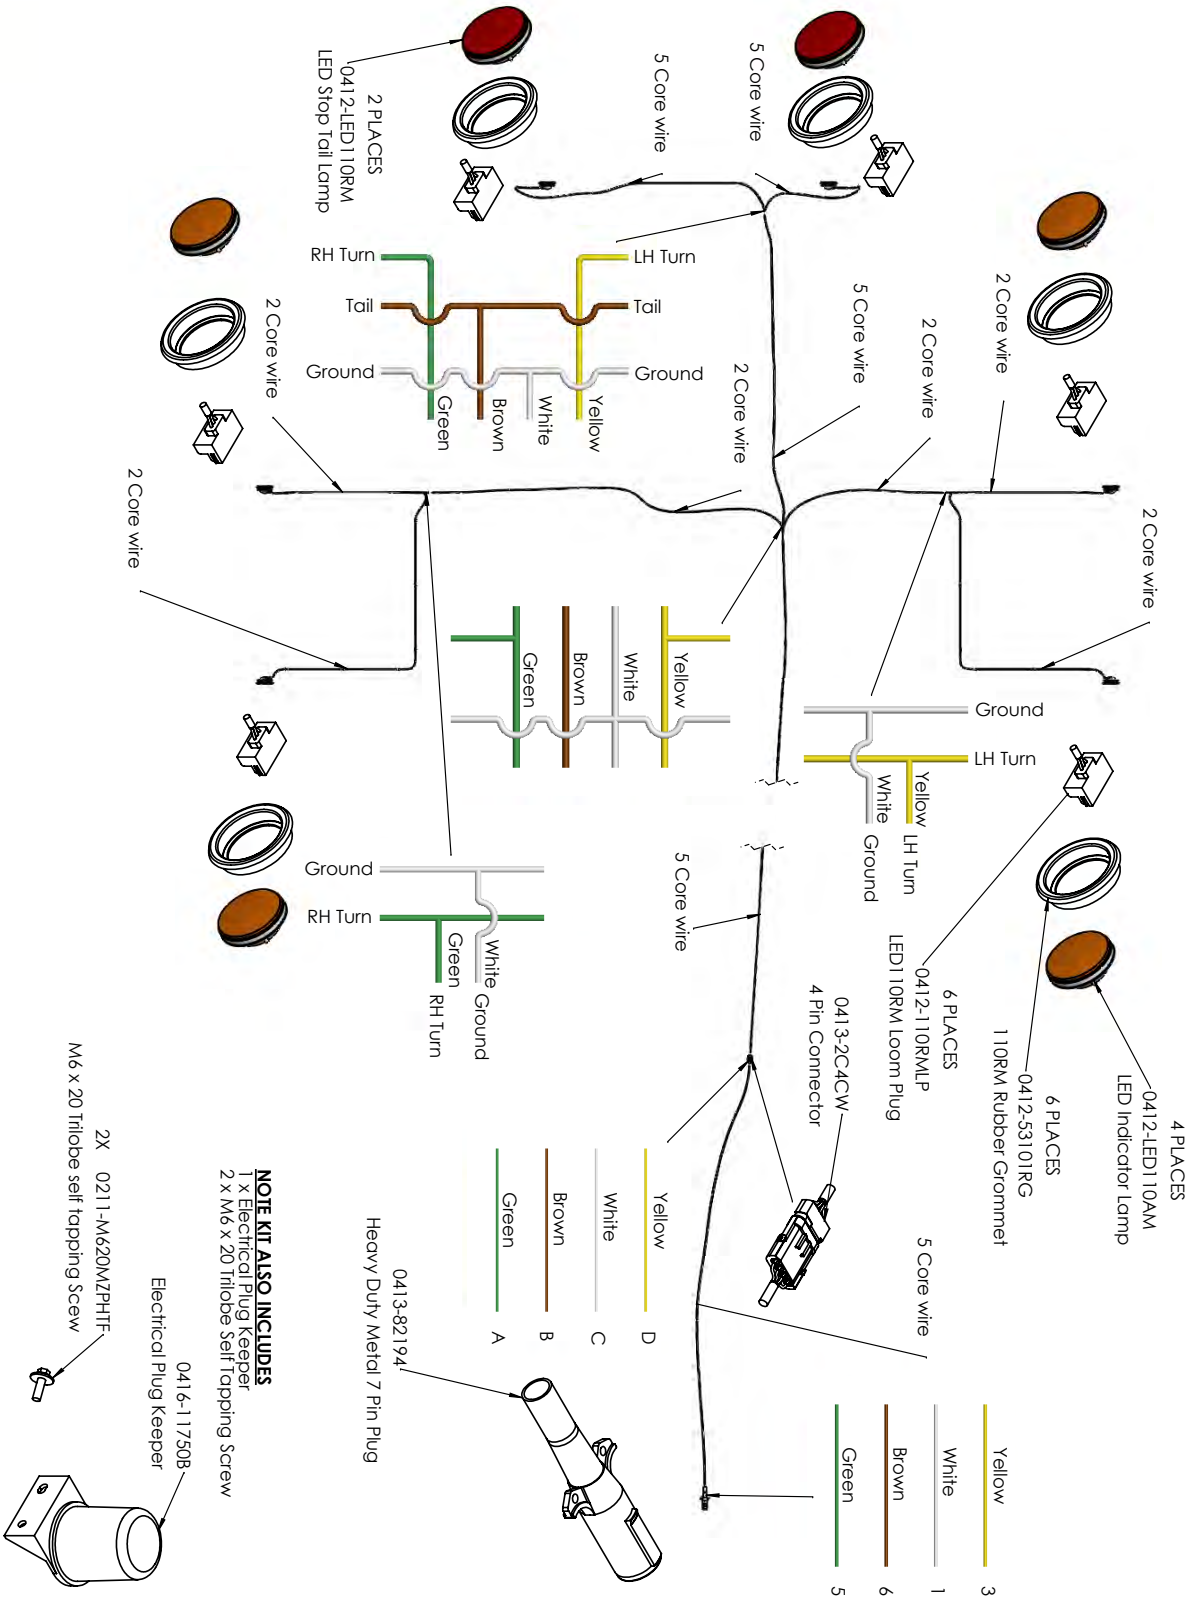 2 PLACES
0412-LED110RM
LED Stop Tail Lamp
5 Core wire
5 Core wire
RH Turn
LH Turn
Tail
Tail
Ground
Ground
Green
Brown
White
Yellow
2 Core wire
2 Core wire
2 Core wire
5 Core wire
2 Core wire
2 Core wire
2 Core wire
Green
Brown
White
Yellow
Ground
LH Turn
Yellow
White
LH Turn
Ground
Ground
RH Turn
White
Green
Ground
RH Turn
5 Core wire
4 PLACES
0412-LED110AM
LED Indicator Lamp
6 PLACES
0412-53101RG
110RM Rubber Grommet
6 PLACES
0412-110RMLP
LED110RM Loom Plug
0413-2C4CW
4 Pin Connector
5 Core wire
Yellow
D
White
C
Brown
B
Green
A
Yellow
3
White
1
Brown
6
Green
5
0413-82194
Heavy Duty Metal 7 Pin Plug
NOTE KIT ALSO INCLUDES
1 x Electrical Plug Keeper
2 x M6 x 20 Trilobe Self Tapping Screw
0416-11750B
Electrical Plug Keeper
2X 0211-M620MZPHTF
M6 x 20 Trilobe self tapping Scew